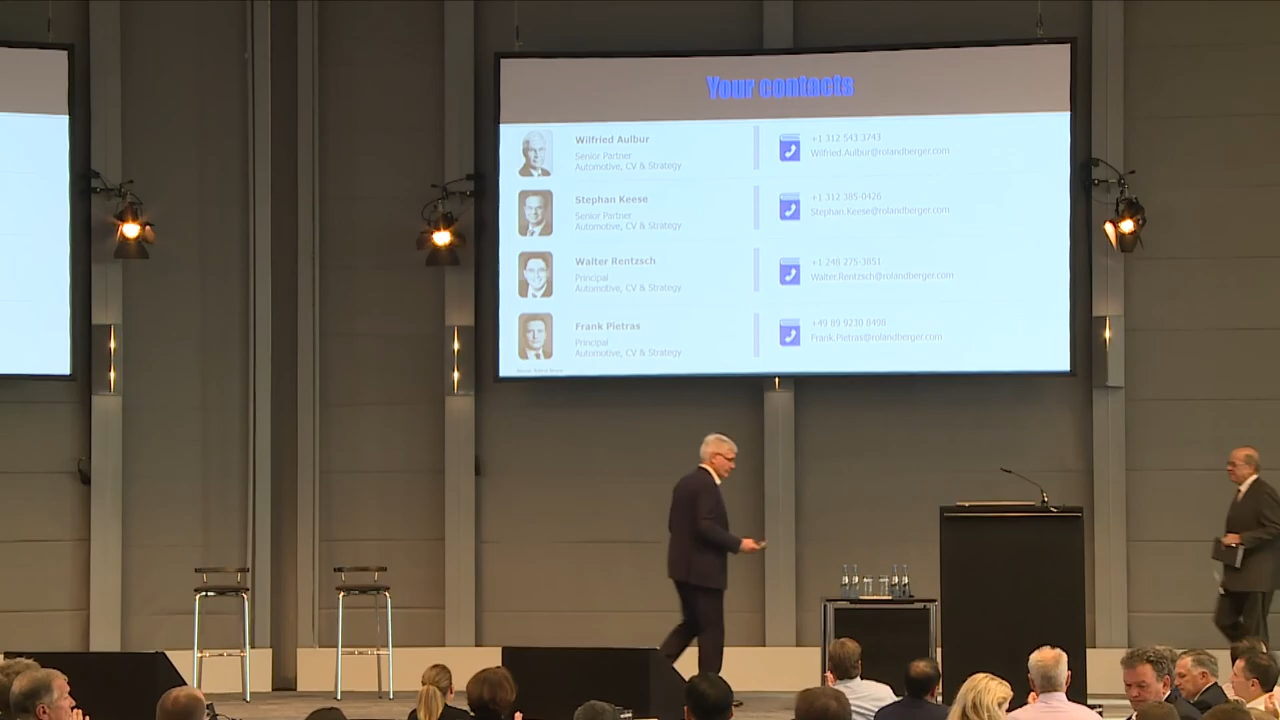 Your contacts
Wilfried Aulbur
Senior Partner
Automotive, CV & Strategy
+1 312 543 3743
Wilfried.Aulbur@rolandberger.com
Stephan Keese
Senior Partner
Automotive, CV & Strategy
+1 312 385-0426
Stephan.Keese@rolandberger.com
Walter Rentzsch
Principal
Automotive, CV & Strategy
+1 248 275-3851
Walter.Rentzsch@rolandberger.com
Frank Pietras
Principal
Automotive, CV & Strategy
+49 89 9230 8498
Frank.Pietras@rolandberger.com